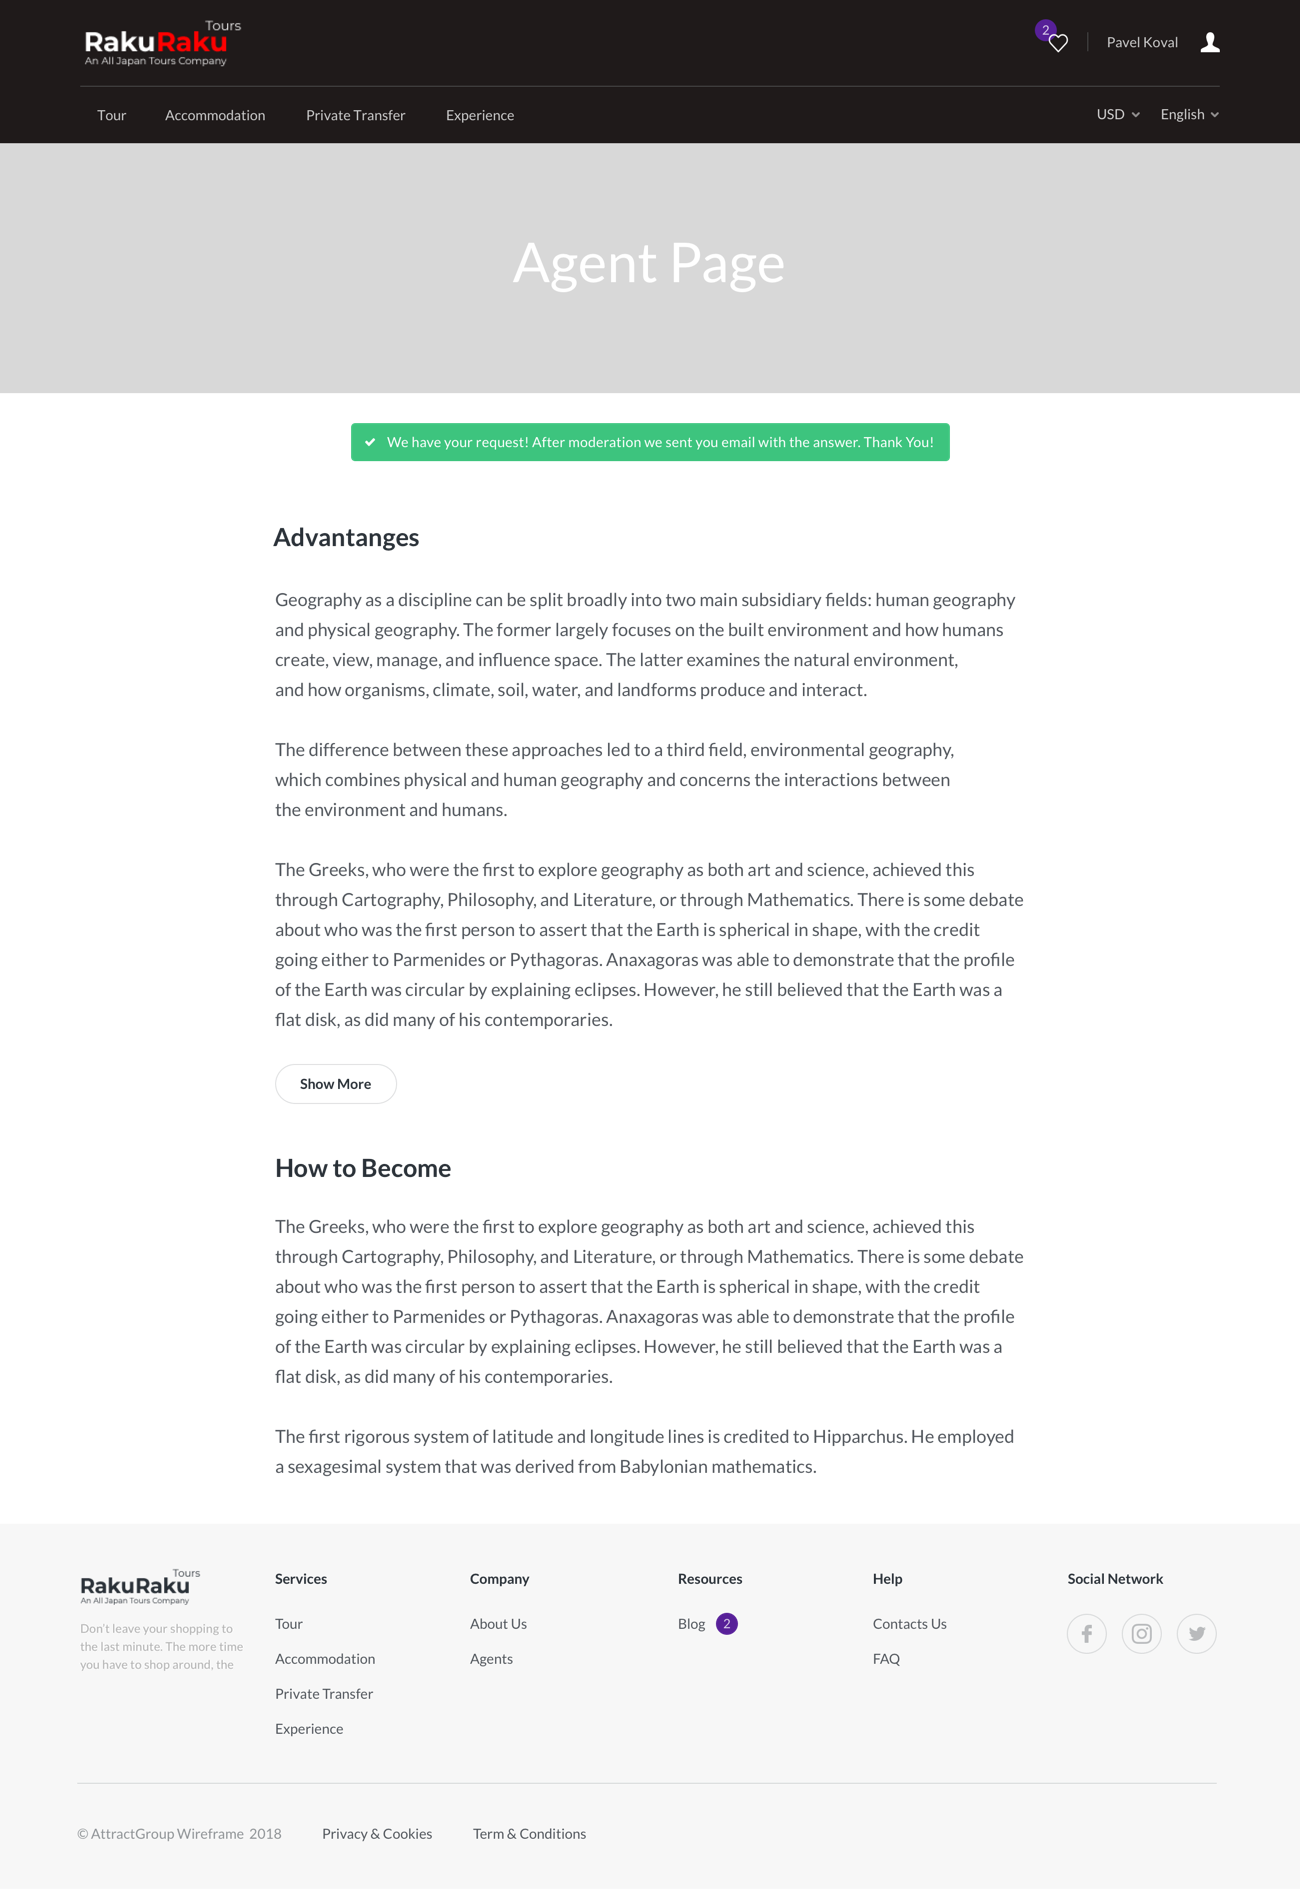 Tours
RakuRaku
An All Japan Tours Company
2
Pavel Koval
Tour
Accommodation
Private Transfer
Experience
USD
English
Agent Page
We have your request! After moderation we sent you email with the answer. Thank You!
Advantanges
Geography as a discipline can be split broadly into two main subsidiary fields: human geography
and physical geography. The former largely focuses on the built environment and how humans
create, view, manage, and influence space. The latter examines the natural environment,
and how organisms, climate, soil, water, and landforms produce and interact.
The difference between these approaches led to a third field, environmental geography,
which combines physical and human geography and concerns the interactions between
the environment and humans.
The Greeks, who were the first to explore geography as both art and science, achieved this
through Cartography, Philosophy, and Literature, or through Mathematics. There is some debate
about who was the first person to assert that the Earth is spherical in shape, with the credit
going either to Parmenides or Pythagoras. Anaxagoras was able to demonstrate that the profile
of the Earth was circular by explaining eclipses. However, he still believed that the Earth was a
flat disk, as did many of his contemporaries.
Show More
How to Become
The Greeks, who were the first to explore geography as both art and science, achieved this
through Cartography, Philosophy, and Literature, or through Mathematics. There is some debate
about who was the first person to assert that the Earth is spherical in shape, with the credit
going either to Parmenides or Pythagoras. Anaxagoras was able to demonstrate that the profile
of the Earth was circular by explaining eclipses. However, he still believed that the Earth was a
flat disk, as did many of his contemporaries.
The first rigorous system of latitude and longitude lines is credited to Hipparchus. He employed
a sexagesimal system that was derived from Babylonian mathematics.
Tours
RakuRaku
An All Japan Tours Company
Don't leave your shopping to
the last minute. The more time
you have to shop around, the
Services
Tour
Accommodation
Private Transfer
Experience
Company
About Us
Agents
Resources
Blog 2
Help
Contacts Us
FAQ
Social Network
© AttractGroup Wireframe 2018
Privacy & Cookies
Term & Conditions